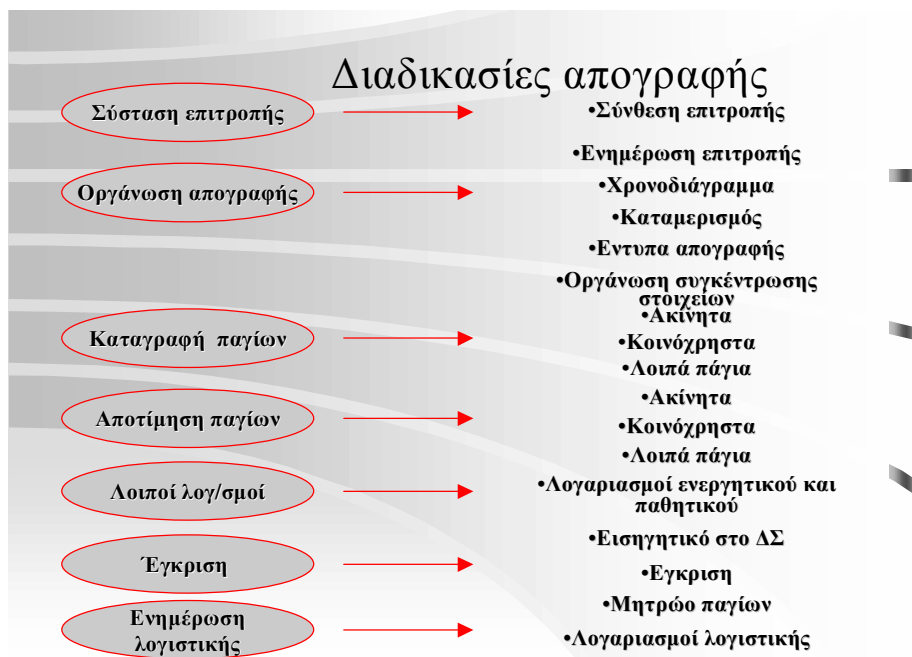 Διαδικασίες απογραφής
Σύσταση επιτροπής
•Σύνθεση επιτροπής
•Ενημέρωση επιτροπής
Οργάνωση απογραφής
•Χρονοδιάγραμμα
•Καταμερισμός
•Εντυπα απογραφής
•Οργάνωση συγκέντρωσης
στοιχείων
Καταγραφή παγίων
•Ακίνητα
•Κοινόχρηστα
•Λοιπά πάγια
Αποτίμηση παγίων
•Ακίνητα
•Κοινόχρηστα
•Λοιπά πάγια
Λοιποί λογ/σμοί
•Λογαριασμοί ενεργητικού και
παθητικού
Έγκριση
•Εισηγητικό στο ΔΣ
•Εγκριση
Ενημέρωση
λογιστικής
•Μητρώο παγίων
•Λογαριασμοί λογιστικής